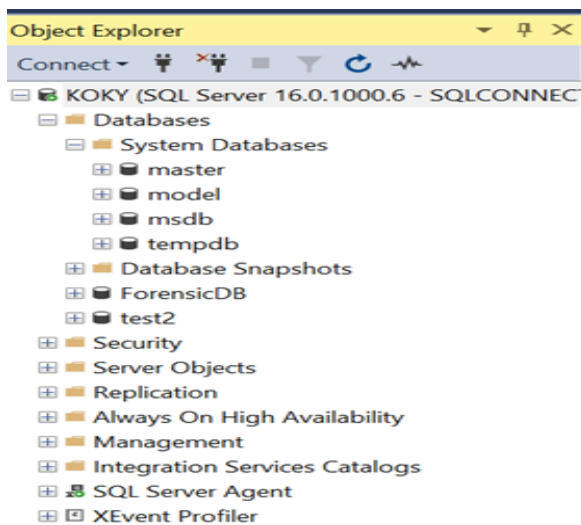 Object Explorer
Connect
KOKY (SQL Server 16.0.1000.6 - SQLCONNEC
Databases
System Databases
master
model
msdb
tempdb
Database Snapshots
ForensicDB
test2
Security
Server Objects
Replication
Always On High Availability
Management
Integration Services Catalogs
SQL Server Agent
XEvent Profiler